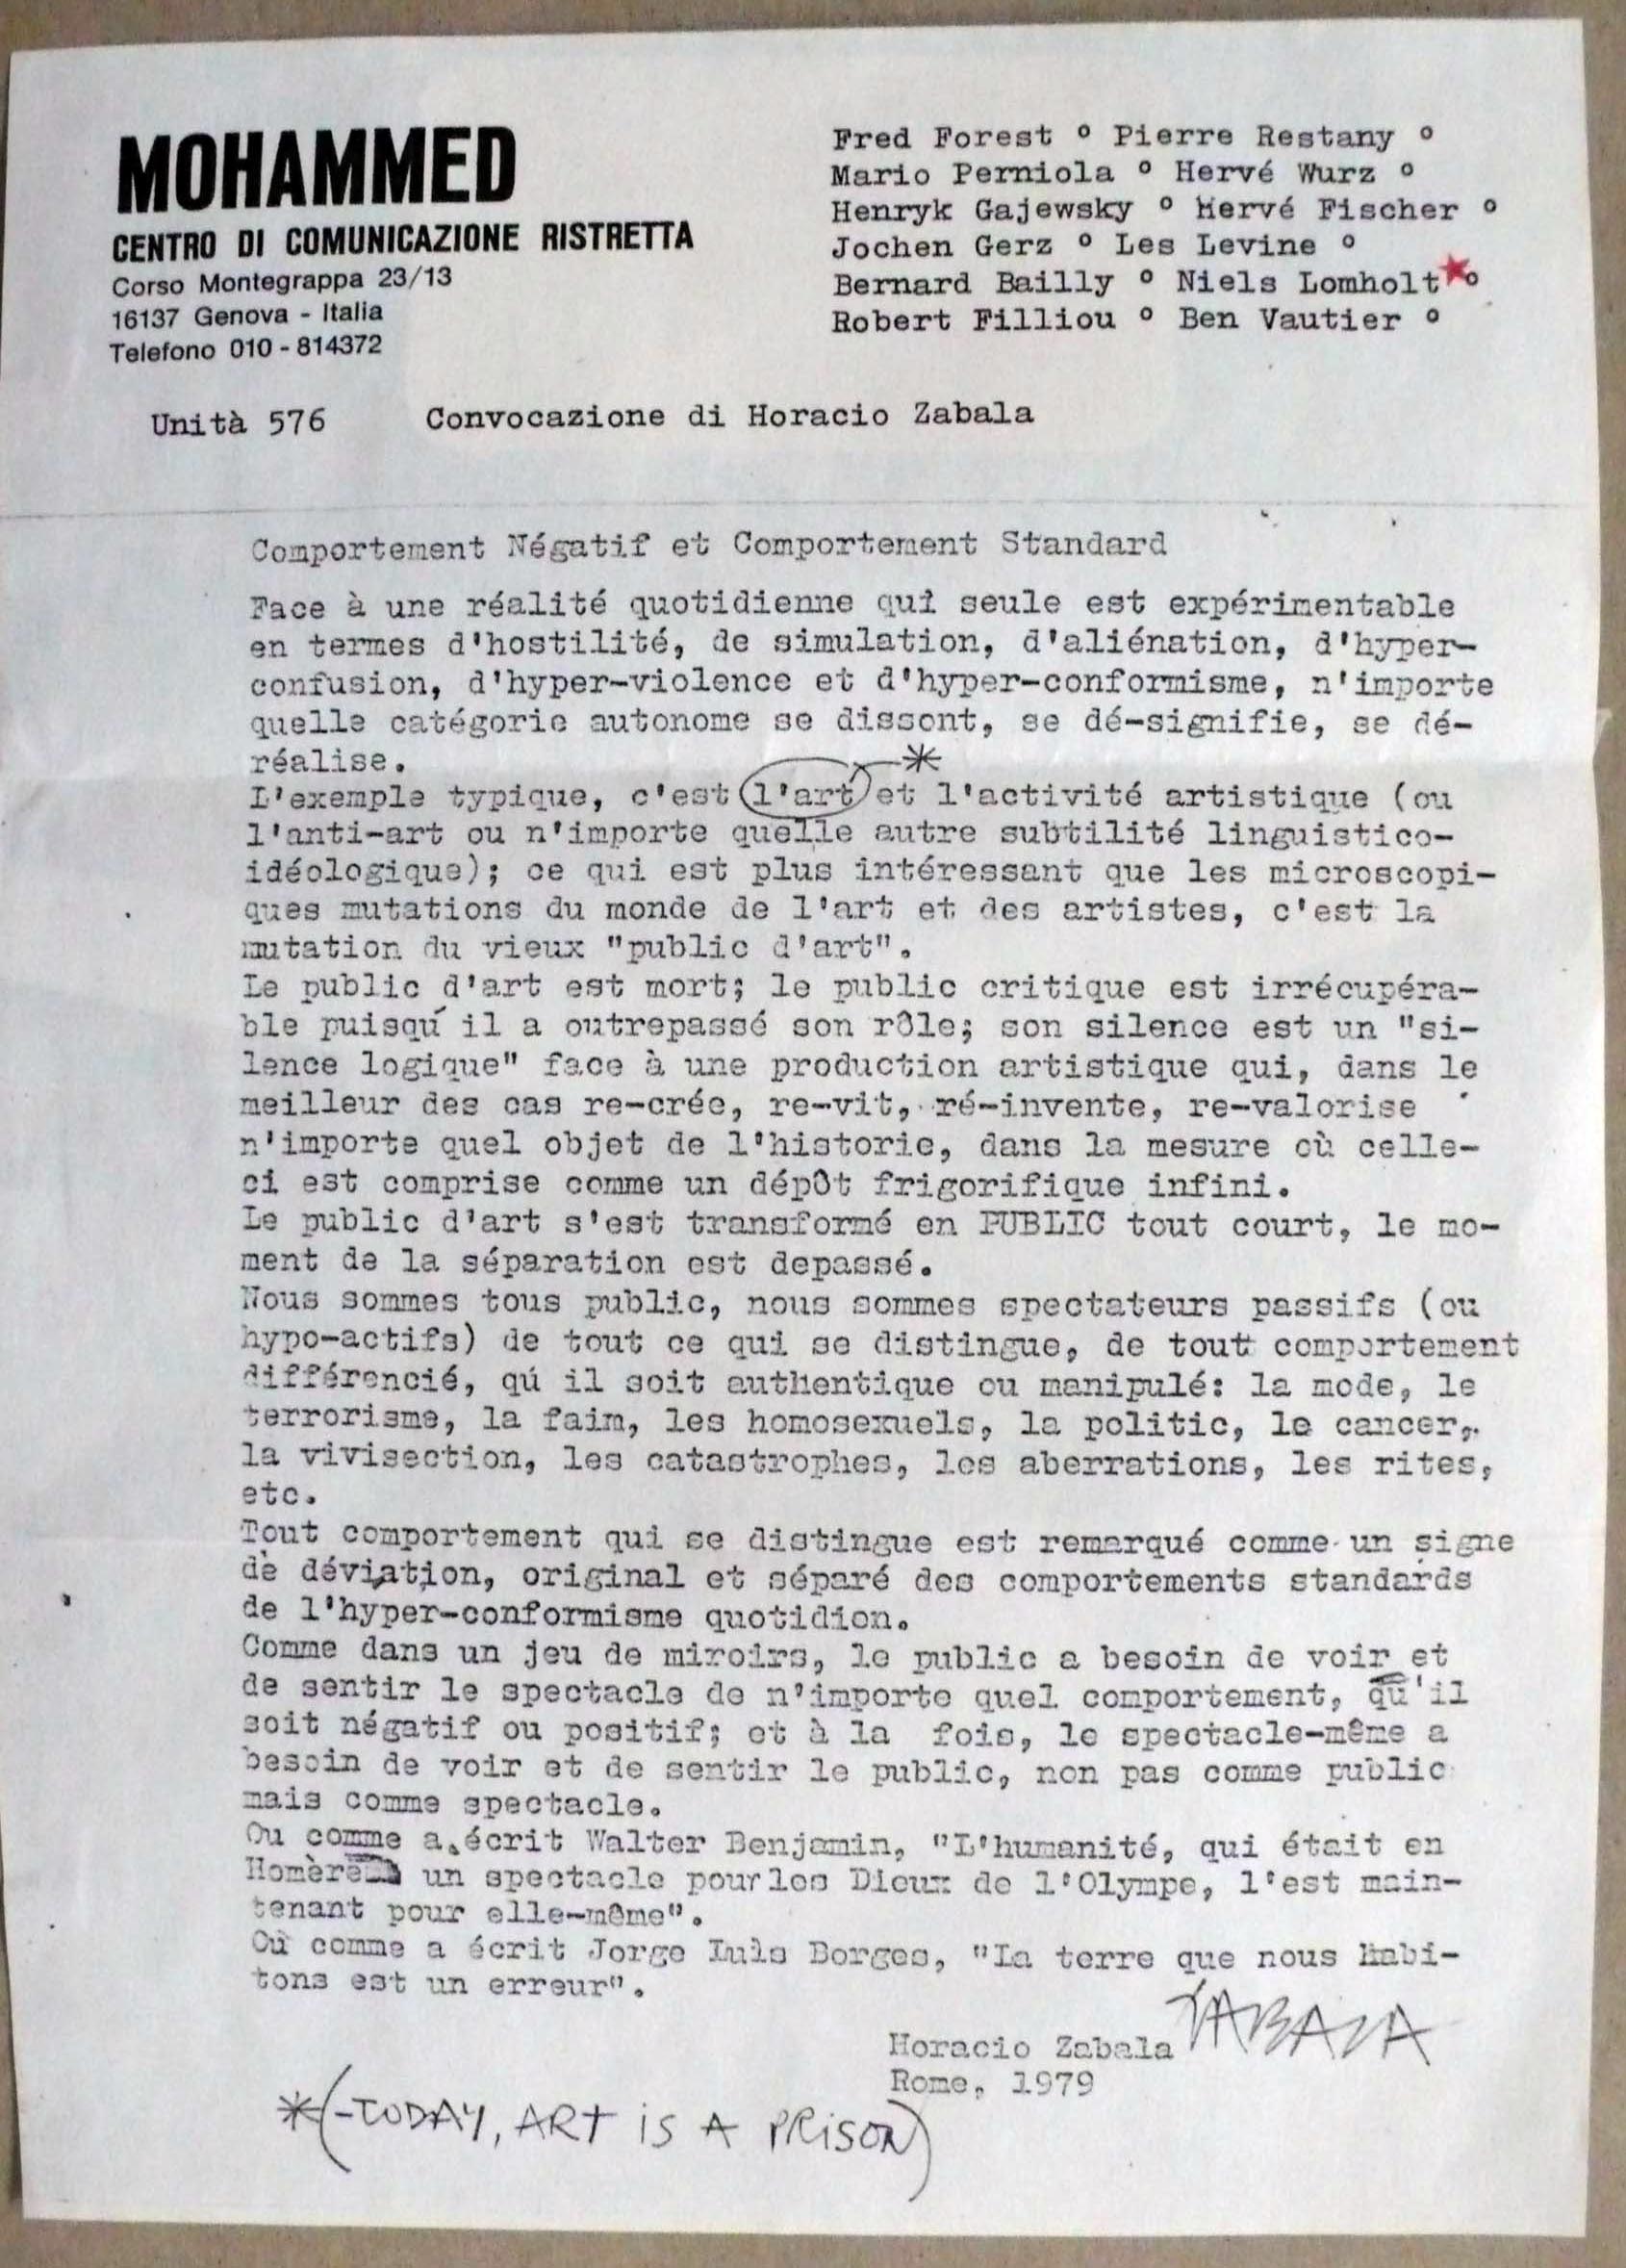 MOHAMMED
CENTRO DI COMUNICAZIONE RISTRETTA
Corso Montegrappa 23/13
16137 Genova - Italia
Telefono 010 - 814372
Fred Forest ° Pierre Restany °
Mario Perniola ° Hervé Wurz °
Henryk Gajewsky ° Hervé Fischer °
Jochen Gerz ° Les Levine °
Bernard Bailly ° Niels Lomholt °
Robert Filliou ° Ben Vautier °
Unità 576 Convocazione di Horacio Zabala
Comportement Négatif et Comportement Standard
Face à une réalité quotidienne qui seule est expérimentable
en termes d'hostilité, de simulation, d'aliénation, d'hyper-
confusion, d'hyper-violence et d'hyper-conformisme, n'importe
quelle catégorie autonome se dissont, se dé-signifie, se dé-
réalise.
*
L'exemple typique, c'est l'art et l'activité artistique (ou
l'anti-art ou n'importe quelle autre subtilité linguistico-
idéologique); ce qui est plus intéressant que les microscopi-
ques mutations du monde de l'art et des artistes, c'est la
mutation du vieux "public d'art".
Le public d'art est mort; le public critique est irrécupéra-
ble puisqu´il a outrepassé son rôle; son silence est un "si-
lence logique" face à une production artistique qui, dans le
meilleur des cas re-crée, re-vit, ré-invente, re-valorise
n'importe quel objet de l'historie, dans la mesure où celle-
ci est comprise comme un dépôt frigorifique infini.
Le public d'art s'est transformé en PUBLIC tout court, le mo-
ment de la séparation est depassé.
Nous sommes tous public, nous sommes spectateurs passifs (ou
hypo-actifs) de tout ce qui se distingue, de tout comportement
différencié, qú il soit authentique ou manipulé: la mode, le
terrorisme, la faim, les homosexuels, la politic, le cancer,
la vivisection, les catastrophes, les aberrations, les rites,
etc.
Tout comportement qui se distingue est remarqué comme un signe
de déviation, original et séparé des comportements standards
de l'hyper-conformisme quotidien.
Comme dans un jeu de miroirs, le public a besoin de voir et
de sentir le spectacle de n'importe quel comportement, qu'il
soit négatif ou positif; et à la fois, le spectacle-même a
besoin de voir et de sentir le public, non pas comme public
mais comme spectacle.
Ou comme a écrit Walter Benjamin, "L'humanité, qui était en
Homère un spectacle pour les Dieux de l'Olympe, l'est main-
tenant pour elle-même".
Où comme a écrit Jorge Luis Borges, "La terre que nous habi-
tons est un erreur".
Horacio Zabala ZABALA
Rome, 1979
*(-TODAY, ART IS A PRISON)